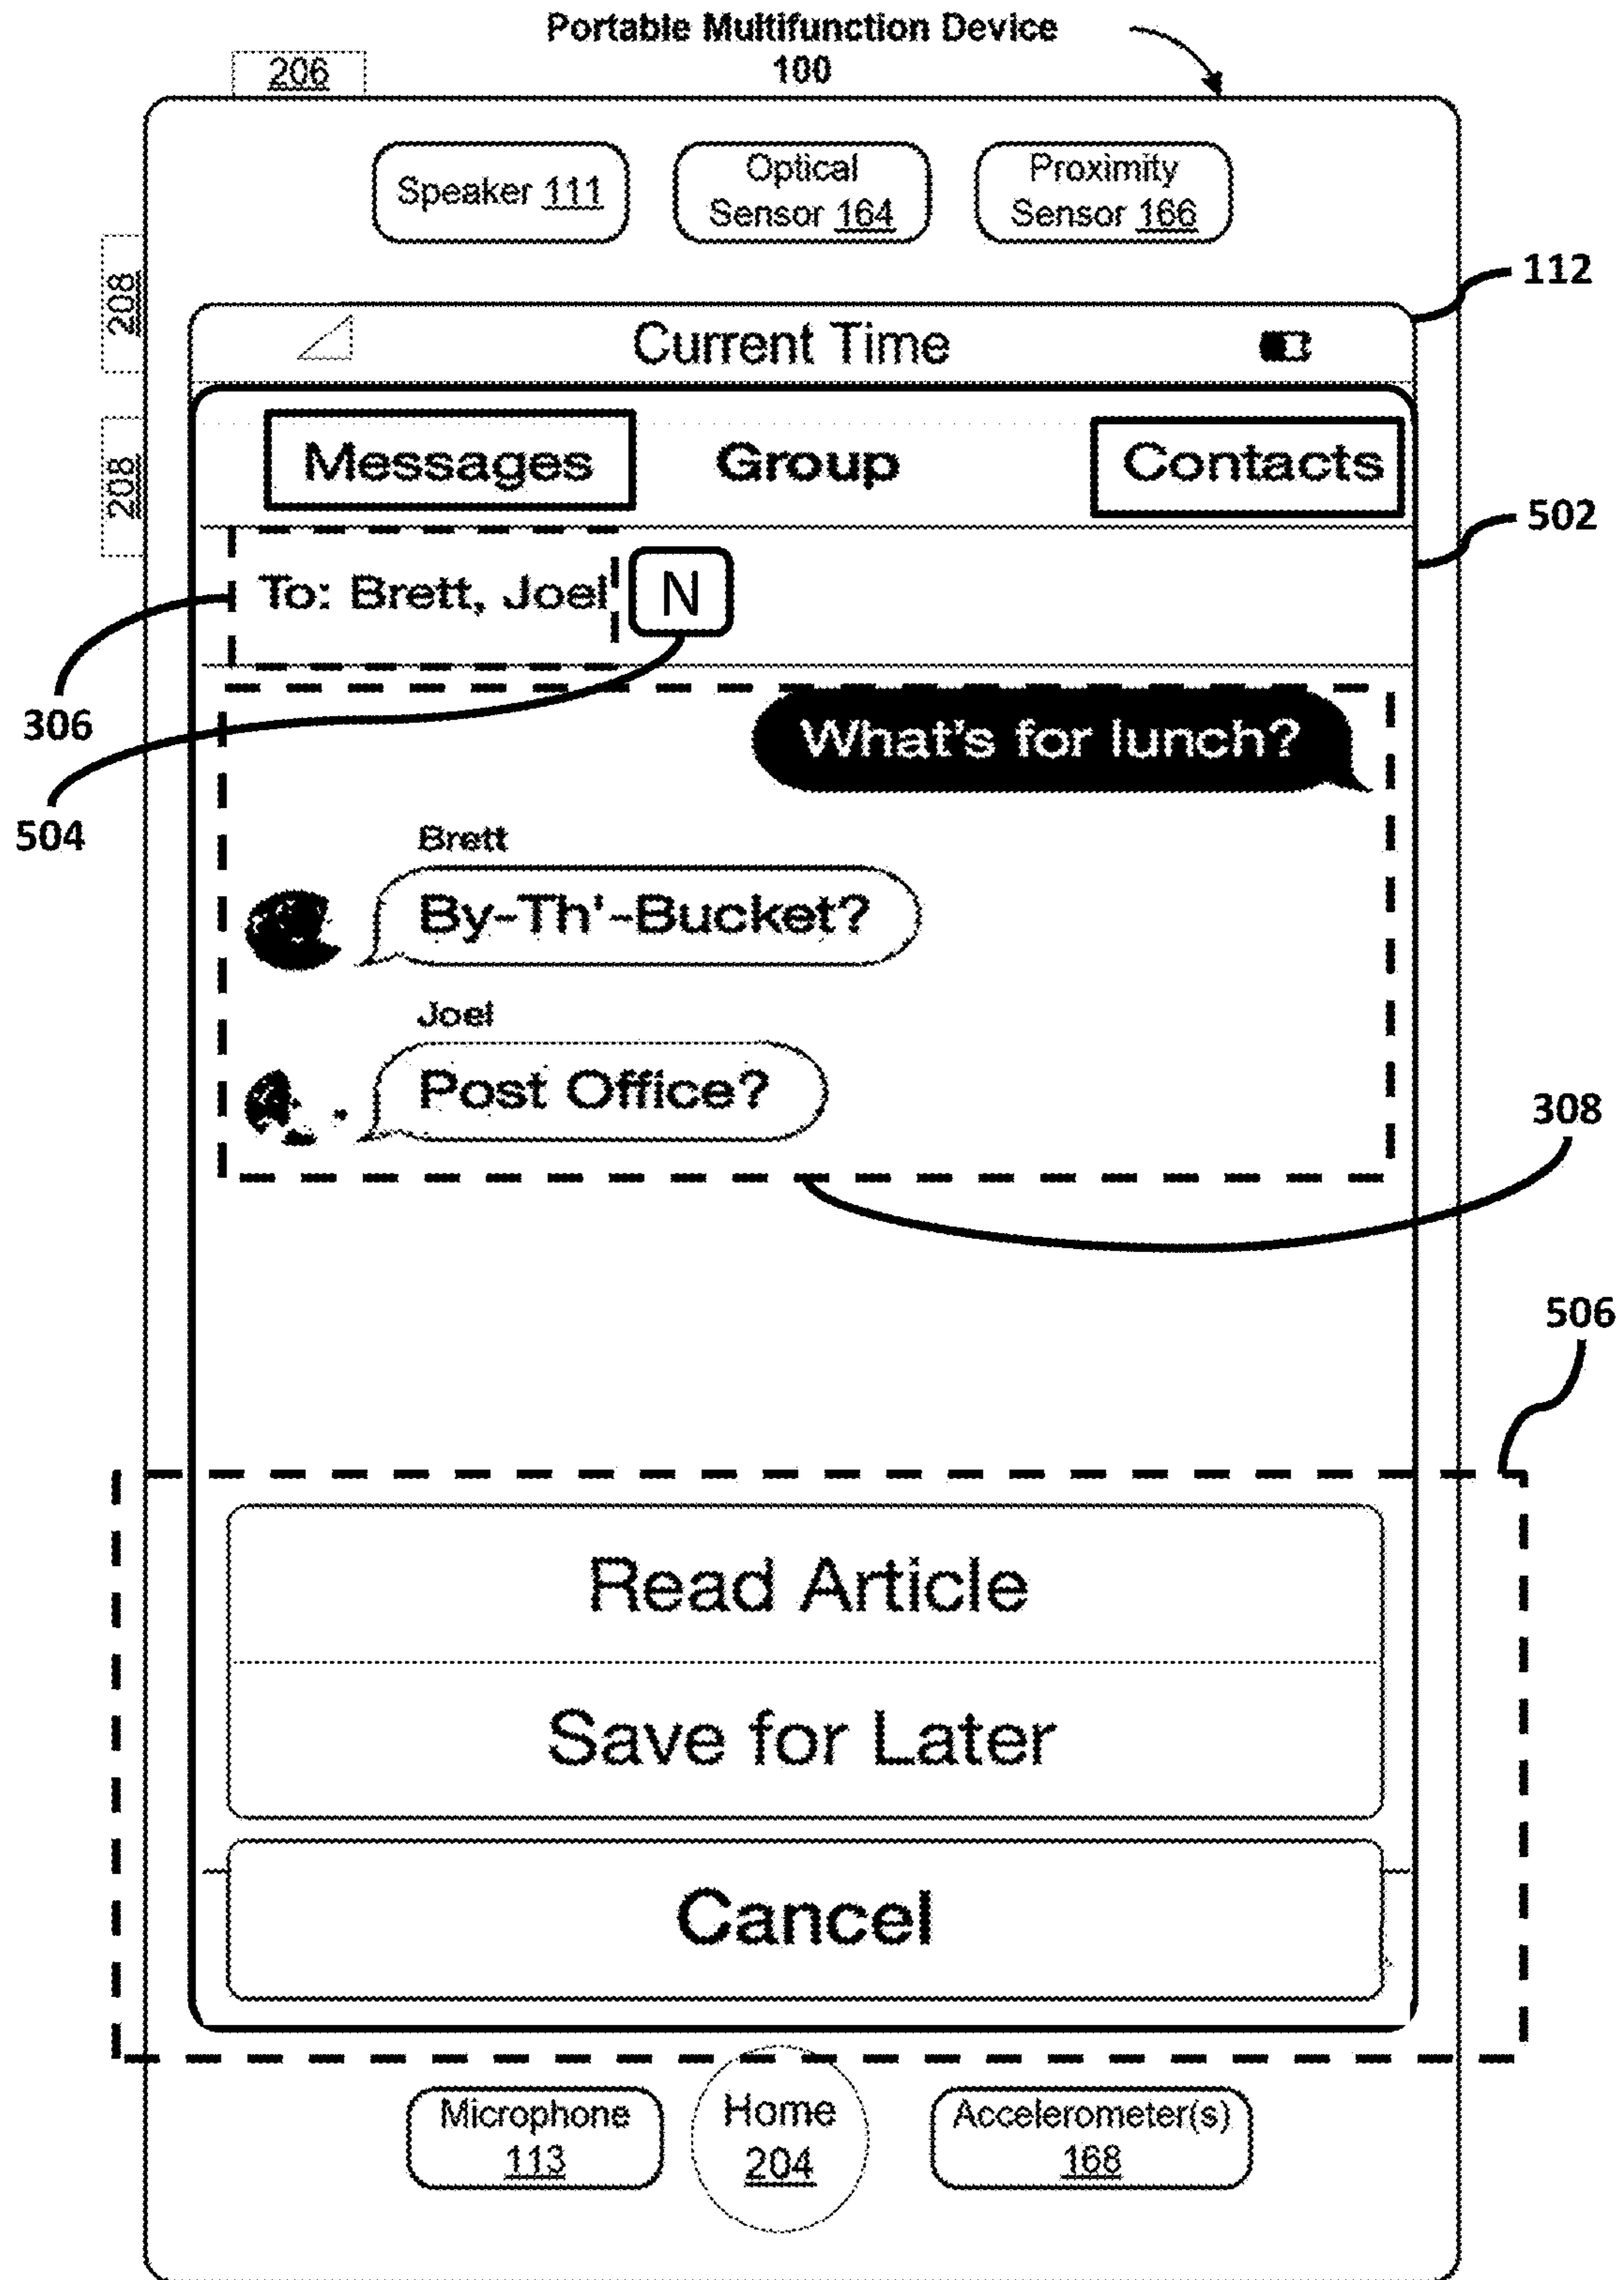 Portable Multifunction Device
100
206
Speaker 111
Optical
Sensor 164
Proximity
Sensor 166
208
112
Current Time
208
Messages
Group
Contacts
502
To: Brett, Joel
N
306
What's for lunch?
504
Brett
By-Th'-Bucket?
Joel
Post Office?
308
506
Read Article
Save for Later
Cancel
Microphone
113
Home
204
Accelerometer(s)
168